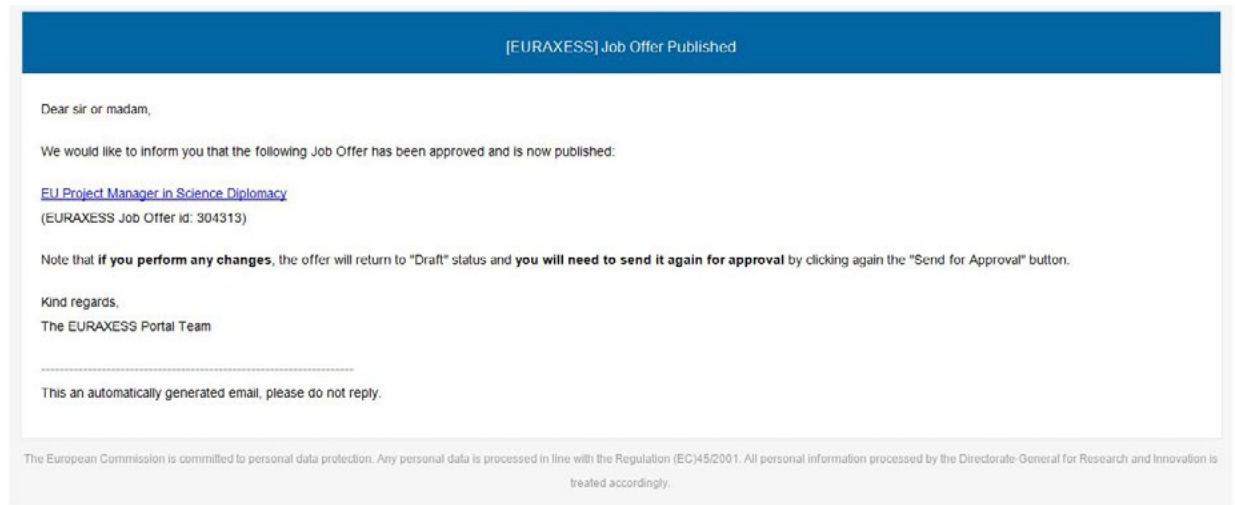 [EURAXESS] Job Offer Published
Dear sir or madam,
We would like to inform you that the following Job Offer has been approved and is now published:
EU Project Manager in Science Diplomacy
(EURAXESS Job Offer id: 304313)
Note that if you perform any changes, the offer will return to "Draft" status and you will need to send it again for approval by clicking again the "Send for Approval" button.
Kind regards,
The EURAXESS Portal Team
------------------------------------------------------------------------
This an automatically generated email, please do not reply.
The European Commission is committed to personal data protection. Any personal data is processed in line with the Regulation (EC)45/2001. All personal information processed by the Directorate-General for Research and Innovation is
treated accordingly.